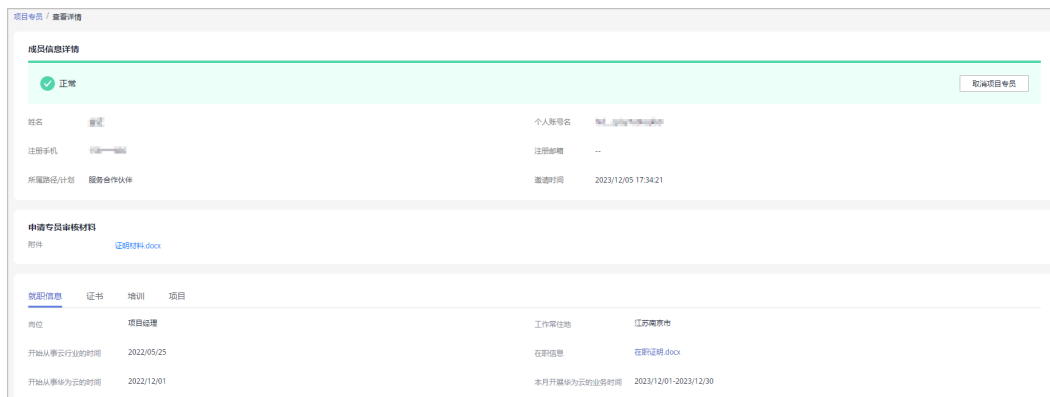 项目专员 / 查看详情
成员信息详情
正常
取消项目专员
姓名
个人账号名
注册手机
注册邮箱 --
所属路径/计划 服务合作伙伴
邀请时间 2023/12/05 17:34:21
申请专员审核材料
附件 证明材料.docx
就职信息 证书 培训 项目
岗位 项目经理
工作常住地 江苏南京市
开始从事云行业的时间 2022/05/25
在职信息 在职证明.docx
开始从事华为云的时间 2022/12/01
本月开展华为云的业务时间 2023/12/01-2023/12/30